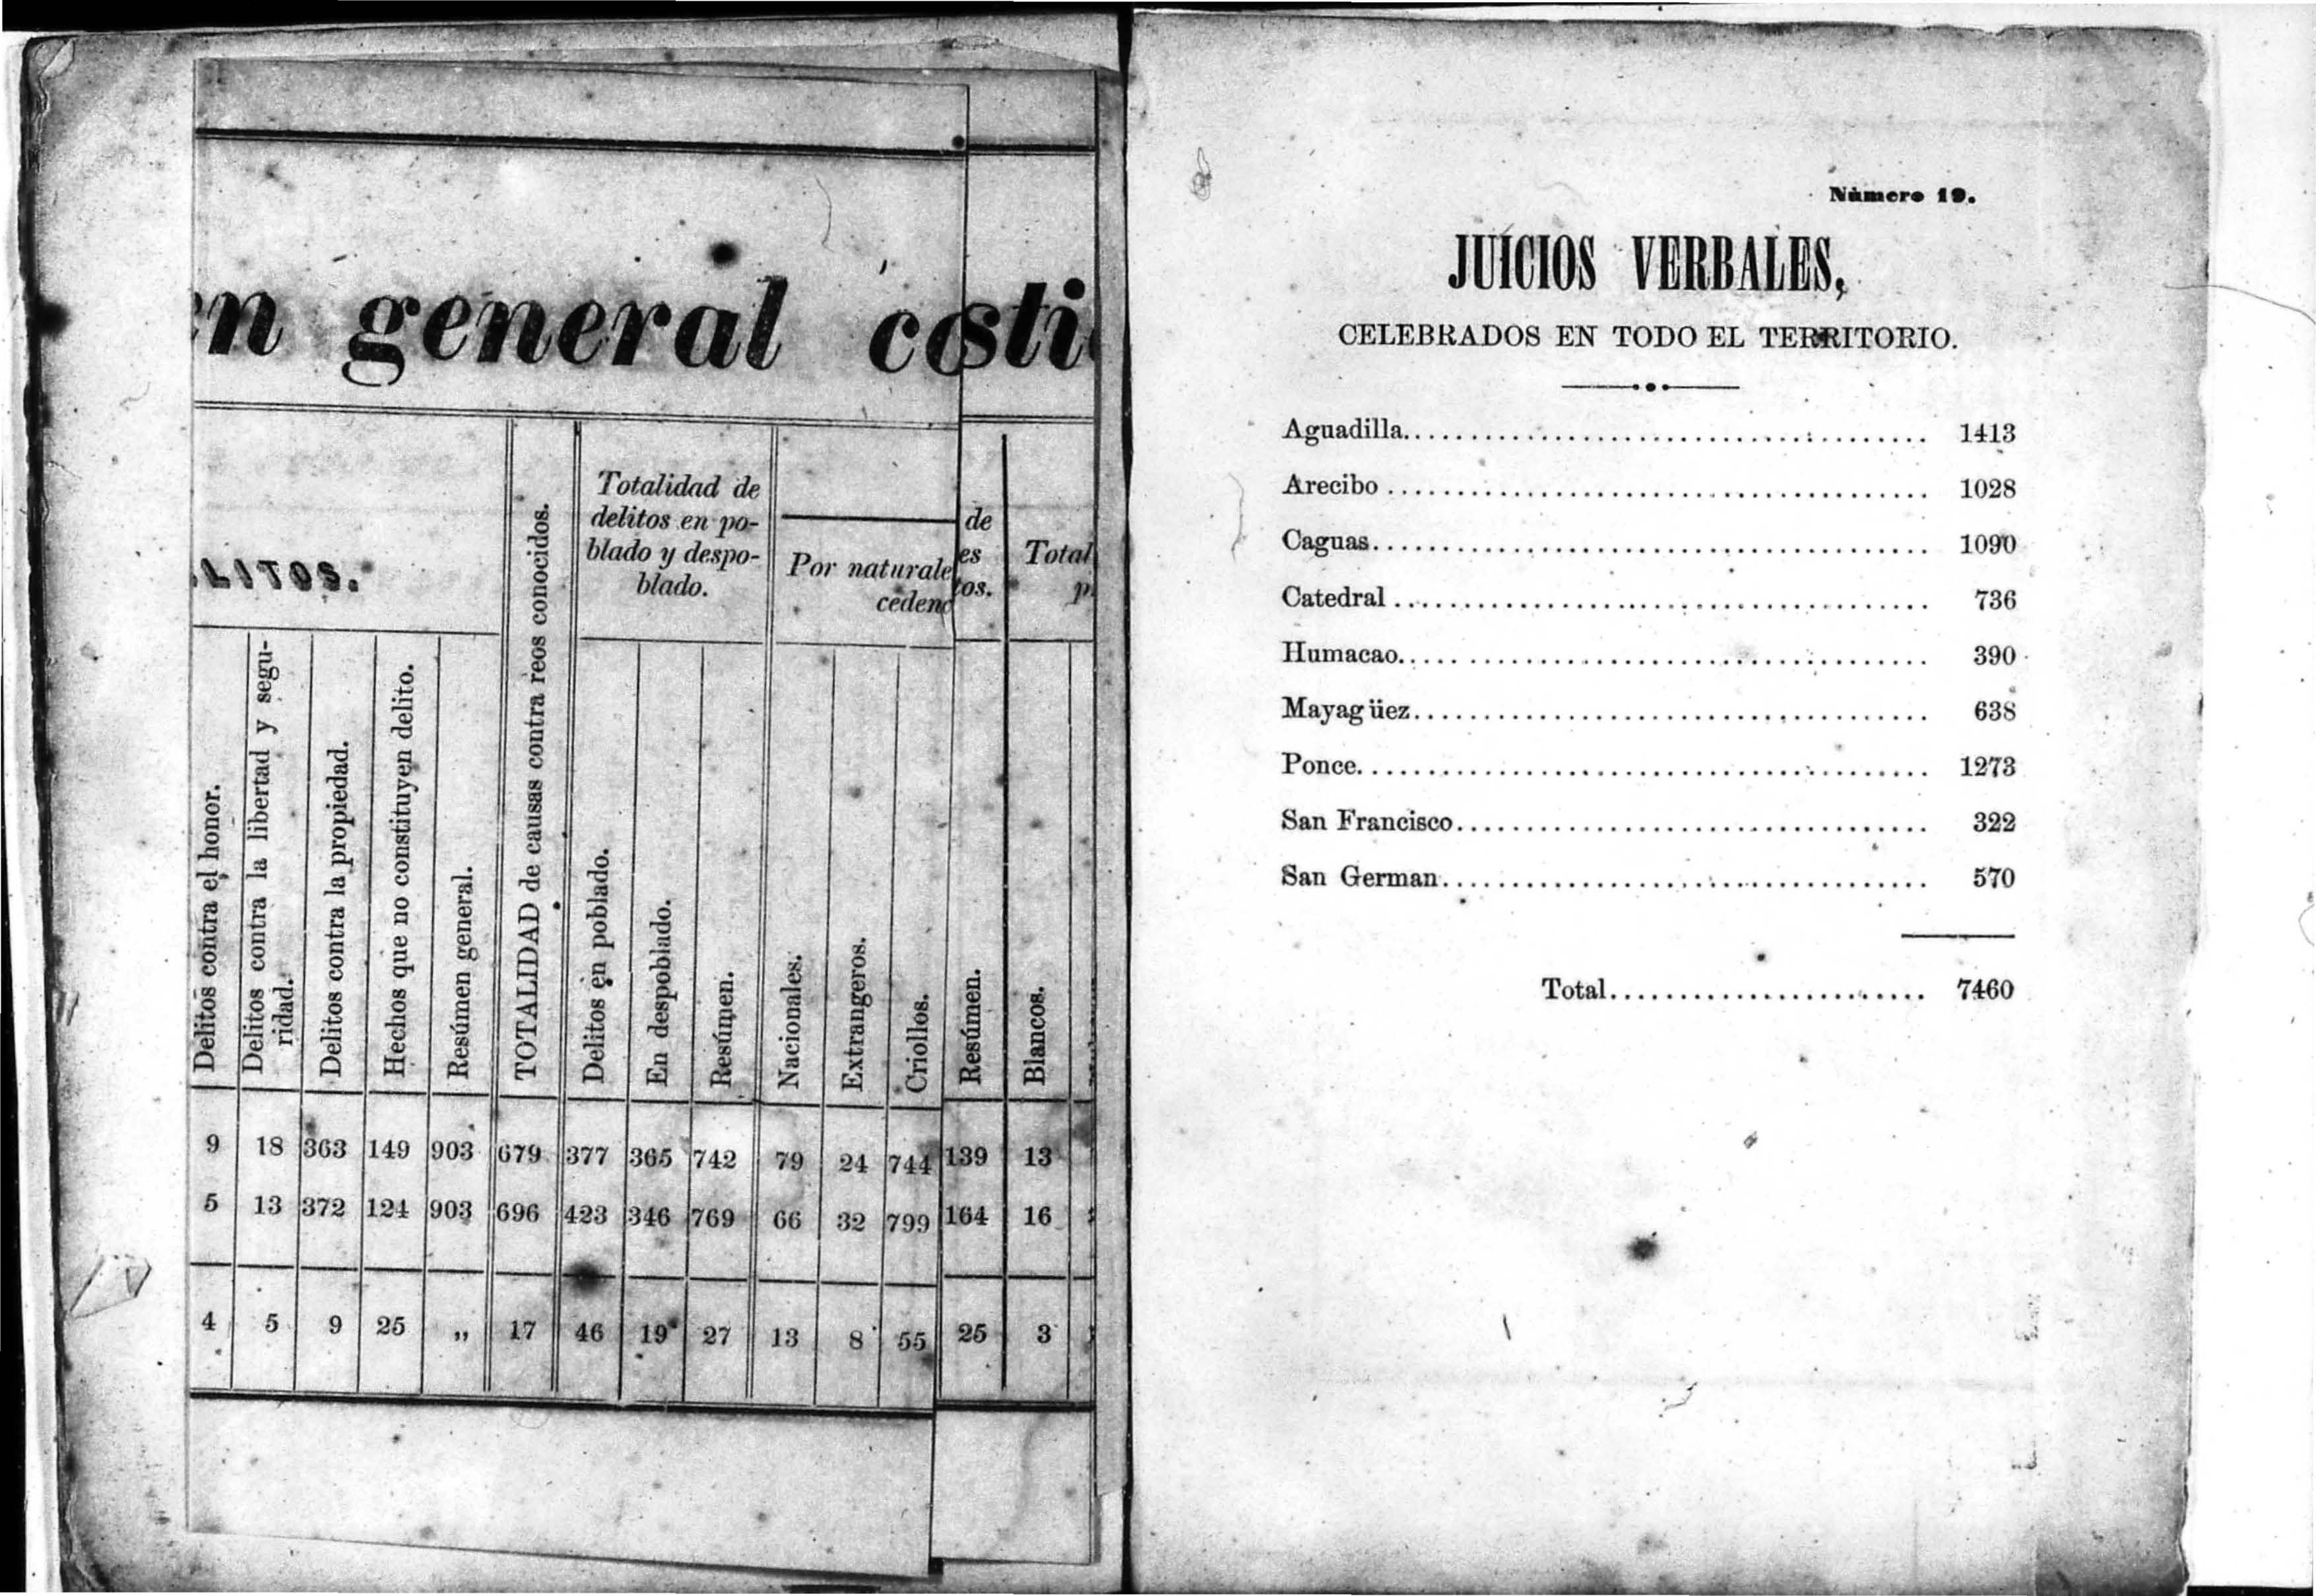 en general co sti
LITOS.
Totalidad de
delitos en po-
blado y despo-
blado.
Por naturale
cedenc
de
es
tos.
Total
p
Delitos contra el honor.
Delitos contra la libertad y segu-
ridad.
Delitos contra la propiedad.
Hechos que no constituyen delito.
Resúmen general.
TOTALIDAD de causas contra reos conocidos.
Delitos en poblado.
En despoblado.
Resúmen.
Nacionales.
Extrangeros.
Criollos.
Resúmen.
Blancos.
9 18 363 149 903 679 377 365 742 79 24 744 139 13
5 13 372 124 903 696 423 346 769 66 32 799 164 16
4 5 9 25 „ 17 46 19 27 13 8 55 25 3
Número 19.
JUICIOS VERBALES,
CELEBRADOS EN TODO EL TERRITORIO.
Aguadilla........................................ 1413
Arecibo ........................................ 1028
Caguas........................................ 1090
Catedral ........................................ 736
Humacao........................................ 390
Mayagüez........................................ 638
Ponce........................................ 1273
San Francisco.................................... 322
San German.................................... 570
Total........................ 7460